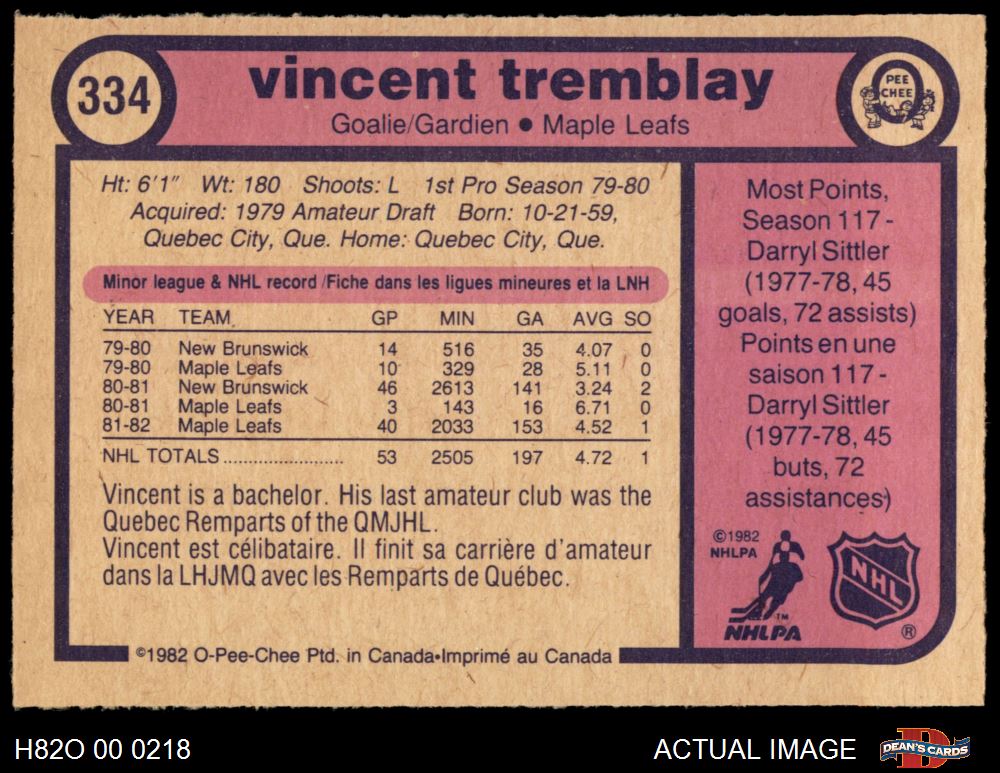 334
vincent tremblay
Goalie/Gardien ● Maple Leafs
PEE
CHEE
Ht: 6'1" Wt: 180 Shoots: L 1st Pro Season 79-80
Acquired: 1979 Amateur Draft Born: 10-21-59,
Quebec City, Que. Home: Quebec City, Que.
Minor league & NHL record /Fiche dans les ligues mineures et la LNH
YEAR TEAM GP MIN GA AVG SO
79-80 New Brunswick 14 516 35 4.07 0
79-80 Maple Leafs 10 329 28 5.11 0
80-81 New Brunswick 46 2613 141 3.24 2
80-81 Maple Leafs 3 143 16 6.71 0
81-82 Maple Leafs 40 2033 153 4.52 1
NHL TOTALS..................... 53 2505 197 4.72 1
Vincent is a bachelor. His last amateur club was the
Quebec Remparts of the QMJHL.
Vincent est célibataire. Il finit sa carrière d'amateur
dans la LHJMQ avec les Remparts de Québec.
Most Points,
Season 117 -
Darryl Sittler
(1977-78, 45
goals, 72 assists)
Points en une
saison 117 -
Darryl Sittler
(1977-78, 45
buts, 72
assistances)
©1982
NHLPA
TM
NHLPA
NHL
®
©1982 O-Pee-Chee Ptd. in Canada•Imprimé au Canada
H82O 00 0218
ACTUAL IMAGE
DEAN'S CARDS